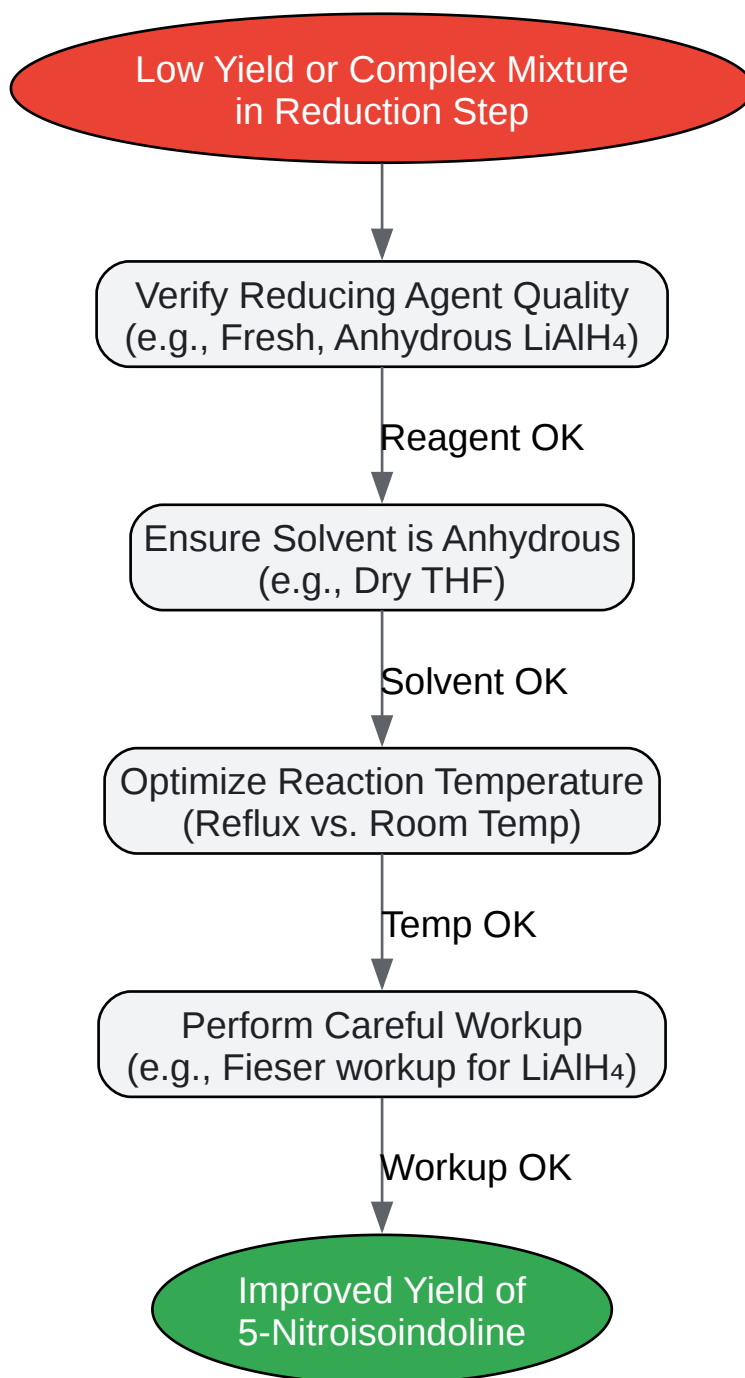 Low Yield or Complex Mixture
in Reduction Step
Verify Reducing Agent Quality
(e.g., Fresh, Anhydrous LiAlH₄)
Reagent OK
Ensure Solvent is Anhydrous
(e.g., Dry THF)
Solvent OK
Optimize Reaction Temperature
(Reflux vs. Room Temp)
Temp OK
Perform Careful Workup
(e.g., Fieser workup for LiAlH₄)
Workup OK
Improved Yield of
5-Nitroisoindoline